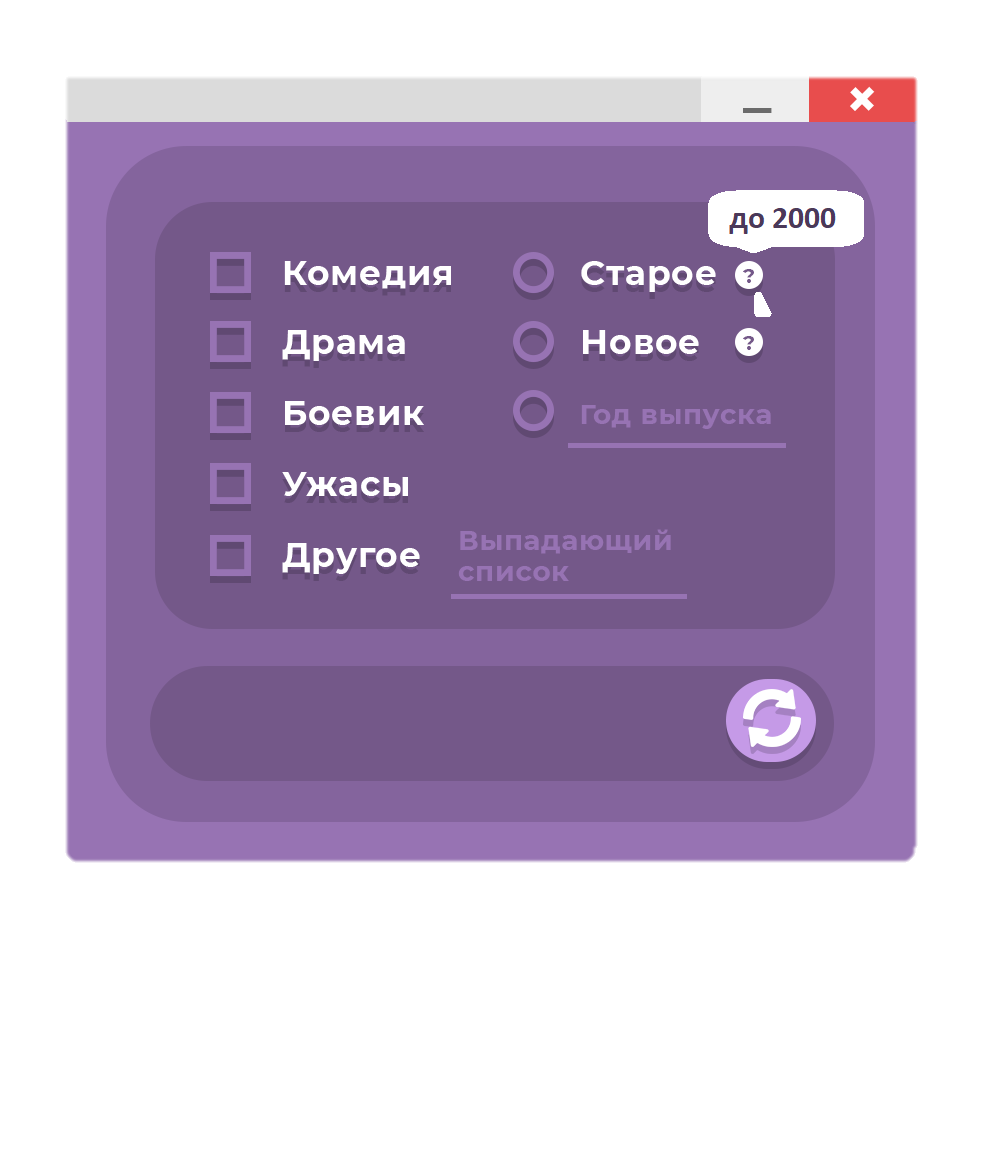 до 2000
Комедия
Старое ?
Драма
Новое ?
Боевик
Год выпуска
Ужасы
Другое
Выпадающий
список